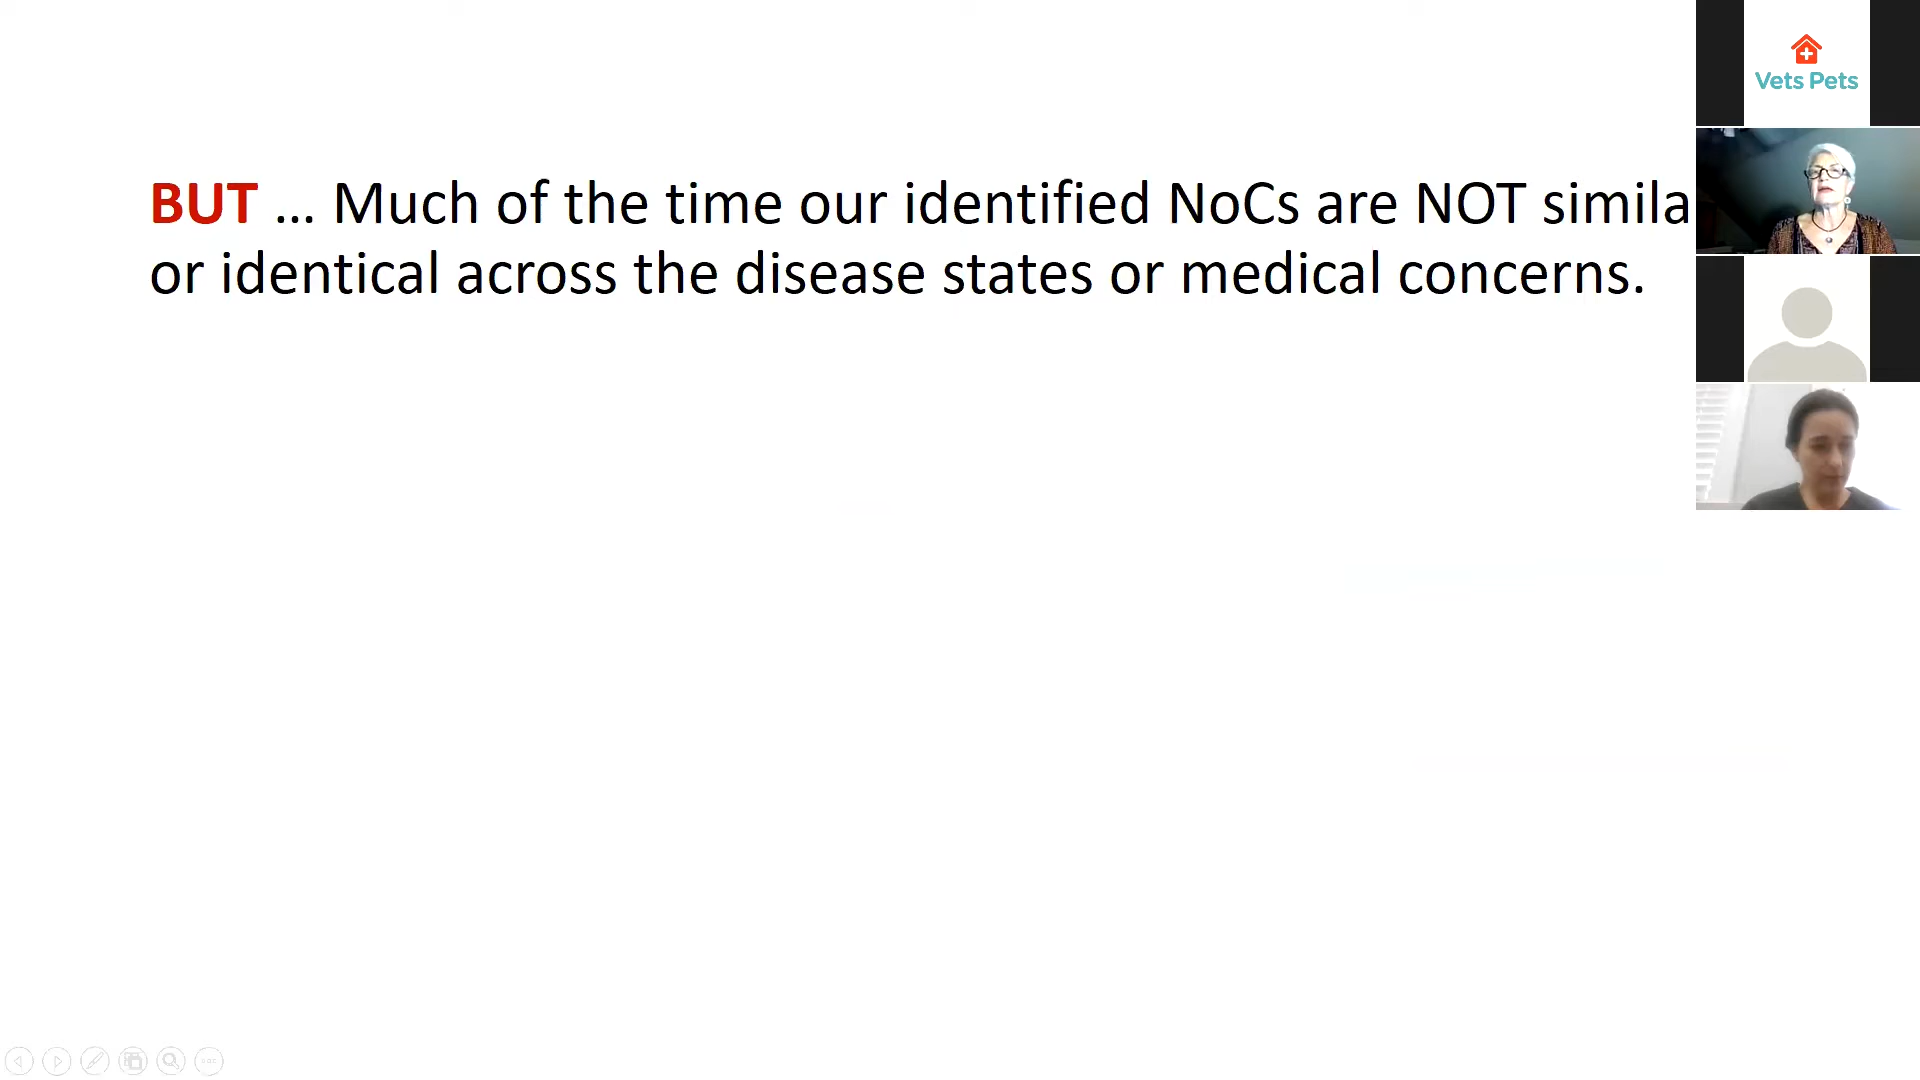 BUT ... Much of the time our identified NoCs are NOT simila
or identical across the disease states or medical concerns.
Vets Pets